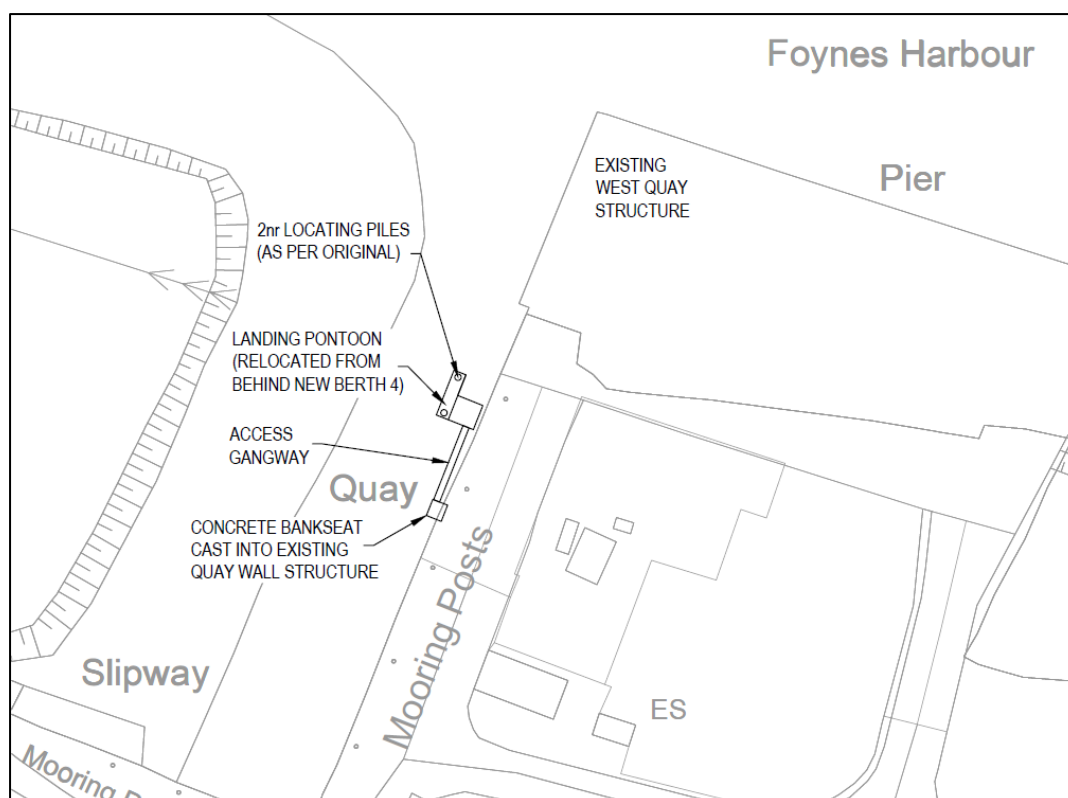 Foynes Harbour
EXISTING
WEST QUAY
STRUCTURE
Pier
2nr LOCATING PILES
(AS PER ORIGINAL)
LANDING PONTOON
(RELOCATED FROM
BEHIND NEW BERTH 4)
ACCESS
GANGWAY
Quay
CONCRETE BANKSEAT
CAST INTO EXISTING
QUAY WALL STRUCTURE
Mooring Posts
Slipway
ES
Mooring